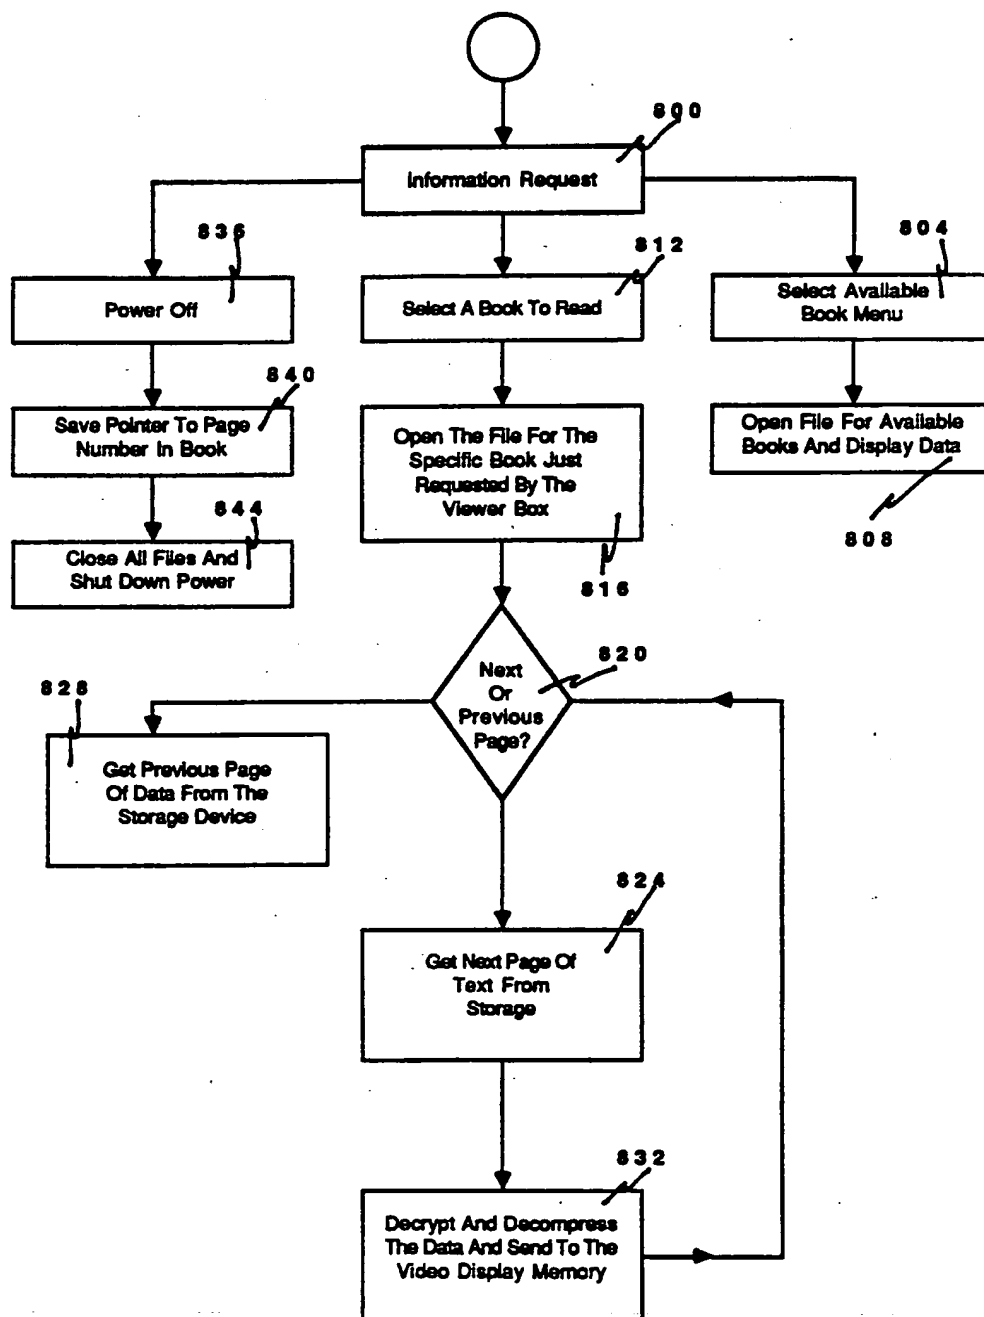 800
Information Request
836
Power Off
812
Select A Book To Read
804
Select Available
Book Menu
840
Save Pointer To Page
Number In Book
Open The File For The
Specific Book Just
Requested By The
Viewer Box
816
Open File For Available
Books And Display Data
808
844
Close All Files And
Shut Down Power
820
Next
Or
Previous
Page?
828
Get Previous Page
Of Data From The
Storage Device
824
Get Next Page Of
Text From
Storage
832
Decrypt And Decompress
The Data And Send To The
Video Display Memory